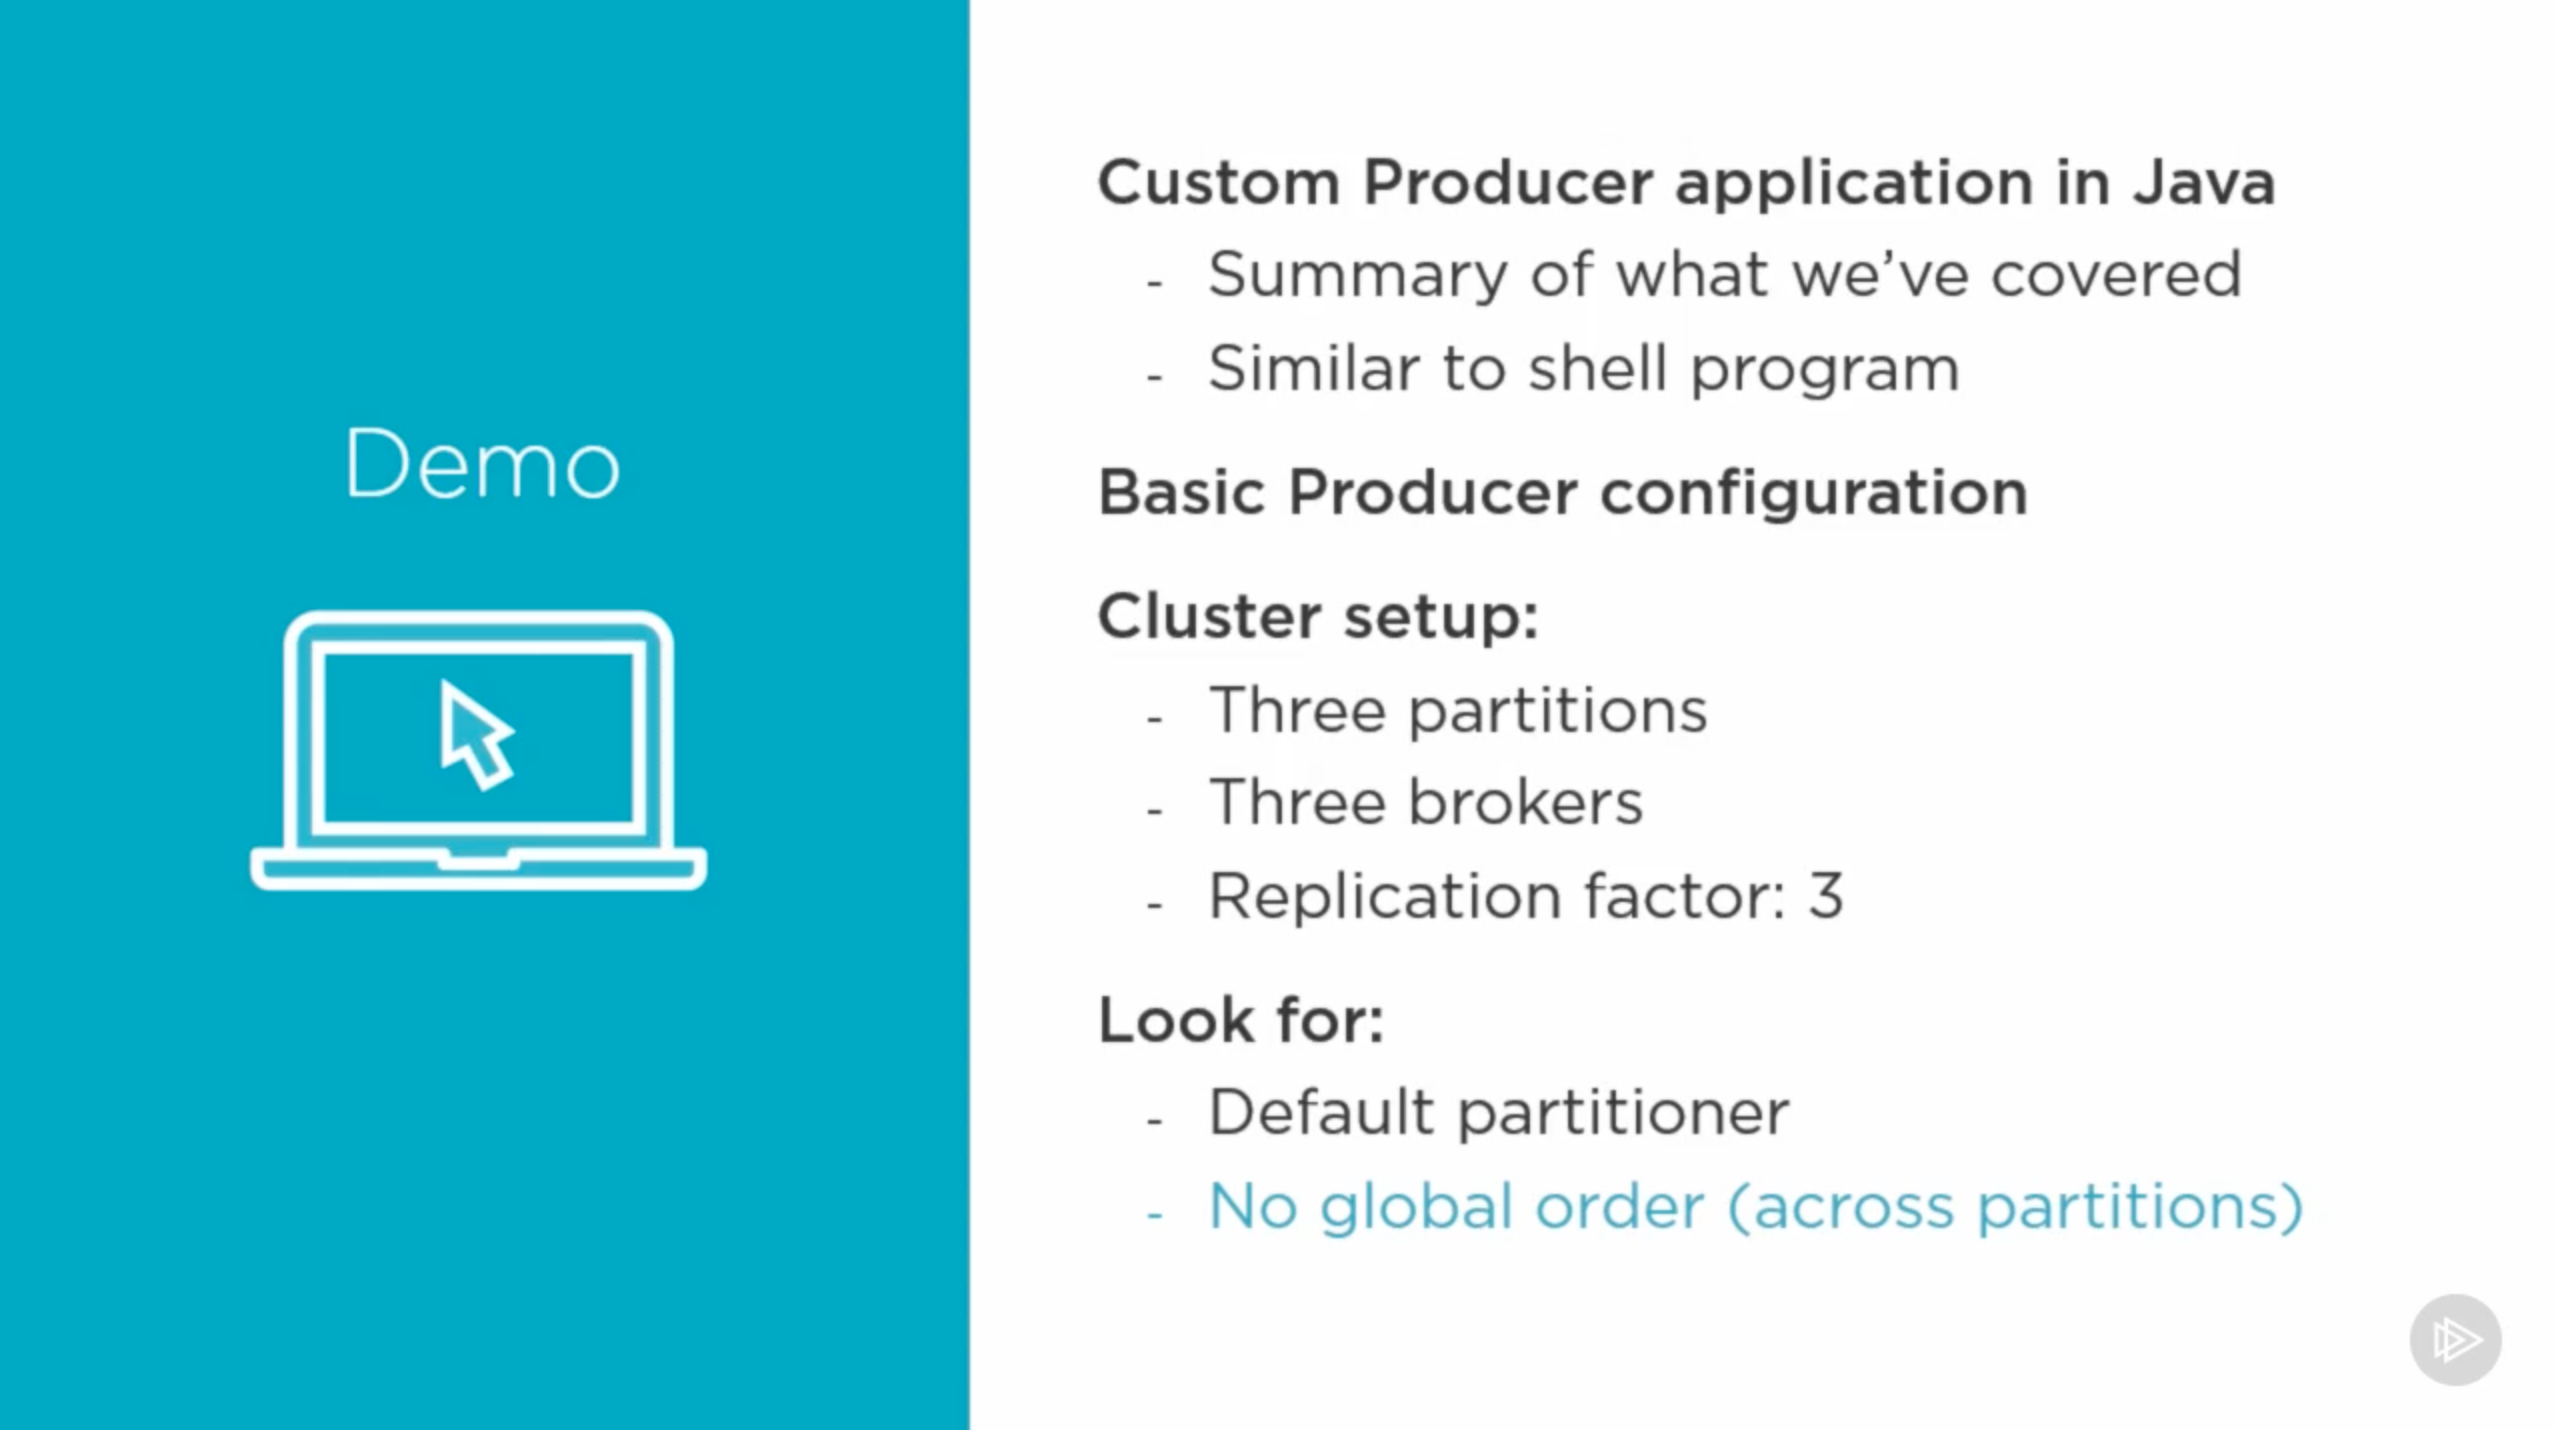 Demo
Custom Producer application in Java
- Summary of what we’ve covered
- Similar to shell program
Basic Producer configuration
Cluster setup:
- Three partitions
- Three brokers
- Replication factor: 3
Look for:
- Default partitioner
- No global order (across partitions)